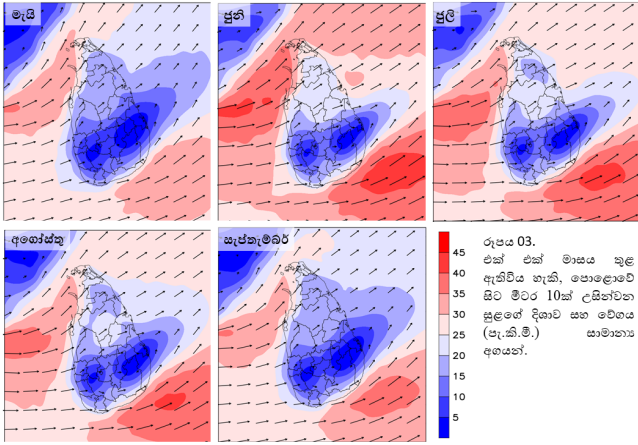 මැයි
ජුනි
ජුලි
අගෝස්තු
සැප්තැම්බර්
45
40
35
30
25
20
15
10
5
රූපය 03.
එක් එක් මාසය තුළ
ඇතිවිය හැකි, පොළොවේ
සිට මීටර 10ක් උසින්වන
සුළගේ දිශාව සහ වේගය
(පැ.කි.මී.) සාමාන්‍ය
අගයන්.